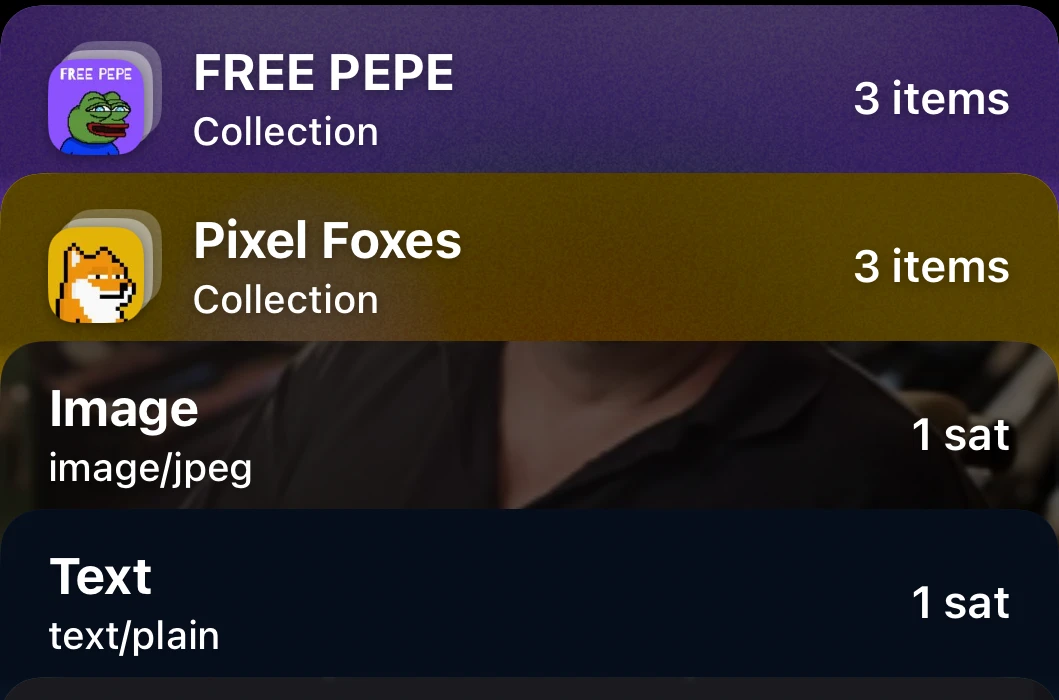 FREE PEPE
FREE PEPE
Collection
3 items
Pixel Foxes
Collection
3 items
Image
image/jpeg
1 sat
Text
text/plain
1 sat